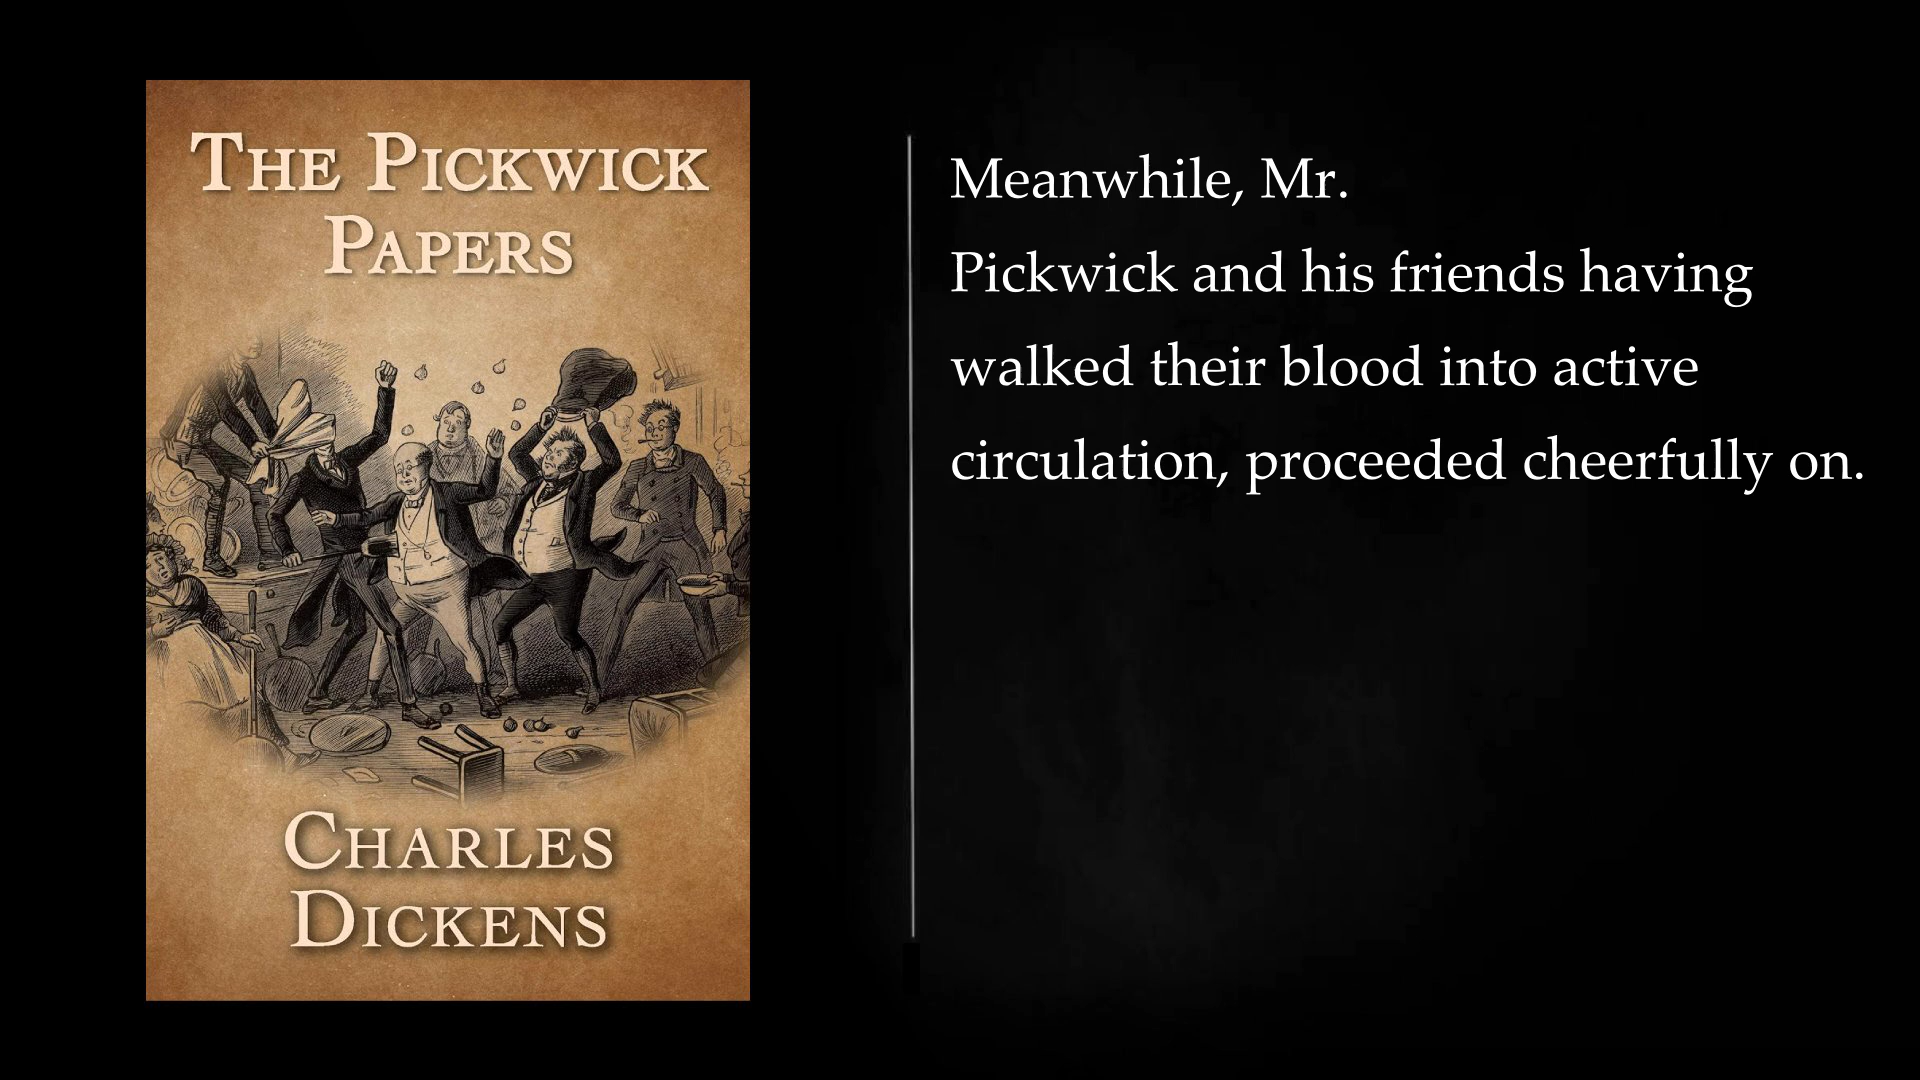 The Pickwick
Papers
Charles
Dickens
Meanwhile, Mr.
Pickwick and his friends having
walked their blood into active
circulation, proceeded cheerfully on.